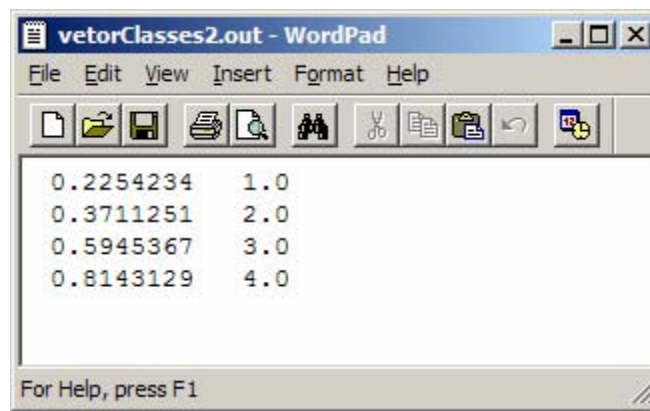 vetorClasses2.out - WordPad
File Edit View Insert Format Help
0.2254234 1.0
0.3711251 2.0
0.5945367 3.0
0.8143129 4.0
For Help, press F1